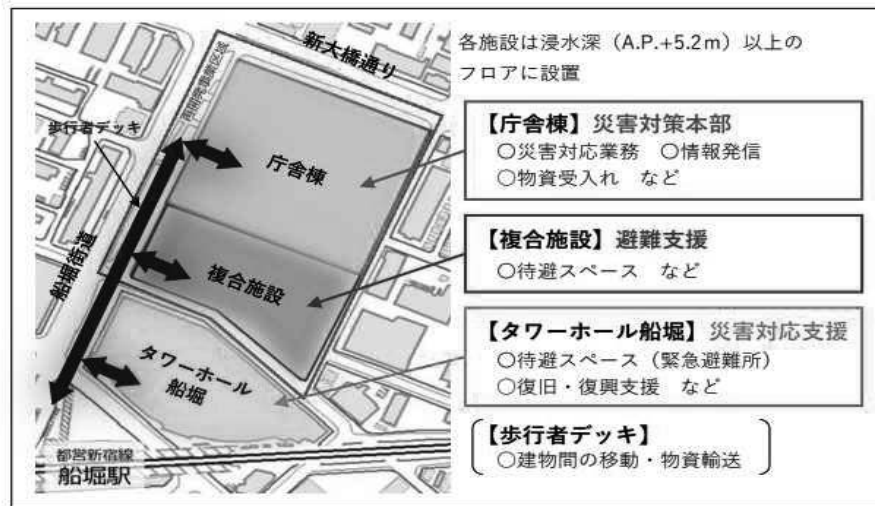 新大橋通り
再開発事業区域
歩行者デッキ
庁舎棟
船堀街道
複合施設
タワーホール
船堀
都営新宿線
船堀駅
各施設は浸水深（A.P.+5.2m）以上の
フロアに設置
【庁舎棟】災害対策本部
○災害対応業務　○情報発信
○物資受入れ　など
【複合施設】避難支援
○待避スペース　など
【タワーホール船堀】災害対応支援
○待避スペース（緊急避難所）
○復旧・復興支援　など
【歩行者デッキ】
○建物間の移動・物資輸送